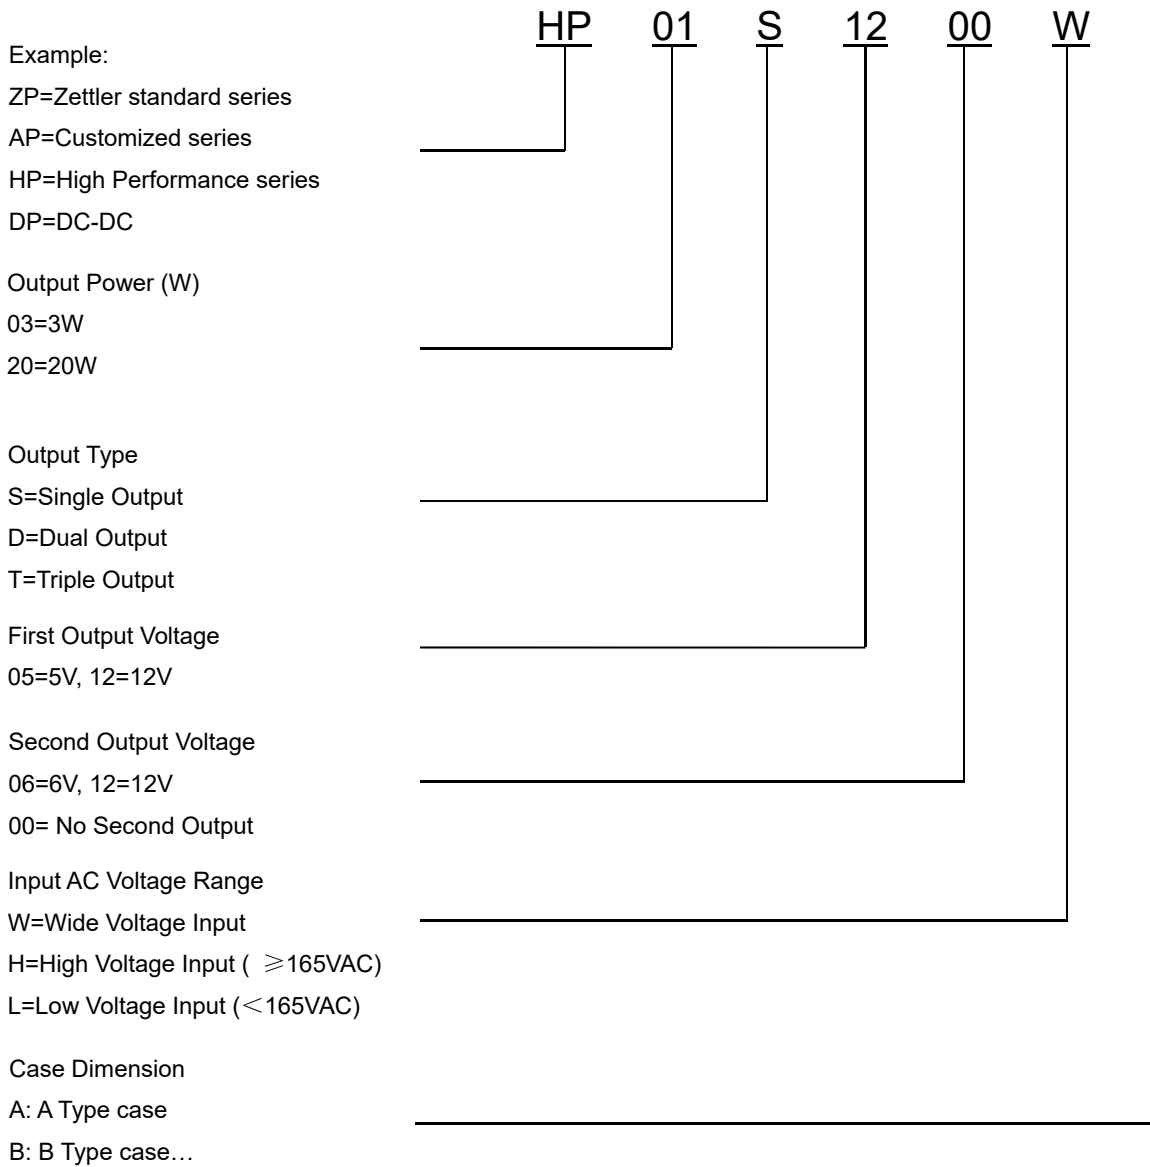 HP 01 S 12 00 W
Example:
ZP=Zettler standard series
AP=Customized series
HP=High Performance series
DP=DC-DC
Output Power (W)
03=3W
20=20W
Output Type
S=Single Output
D=Dual Output
T=Triple Output
First Output Voltage
05=5V, 12=12V
Second Output Voltage
06=6V, 12=12V
00= No Second Output
Input AC Voltage Range
W=Wide Voltage Input
H=High Voltage Input ( ≥165VAC)
L=Low Voltage Input (<165VAC)
Case Dimension
A: A Type case
B: B Type case…